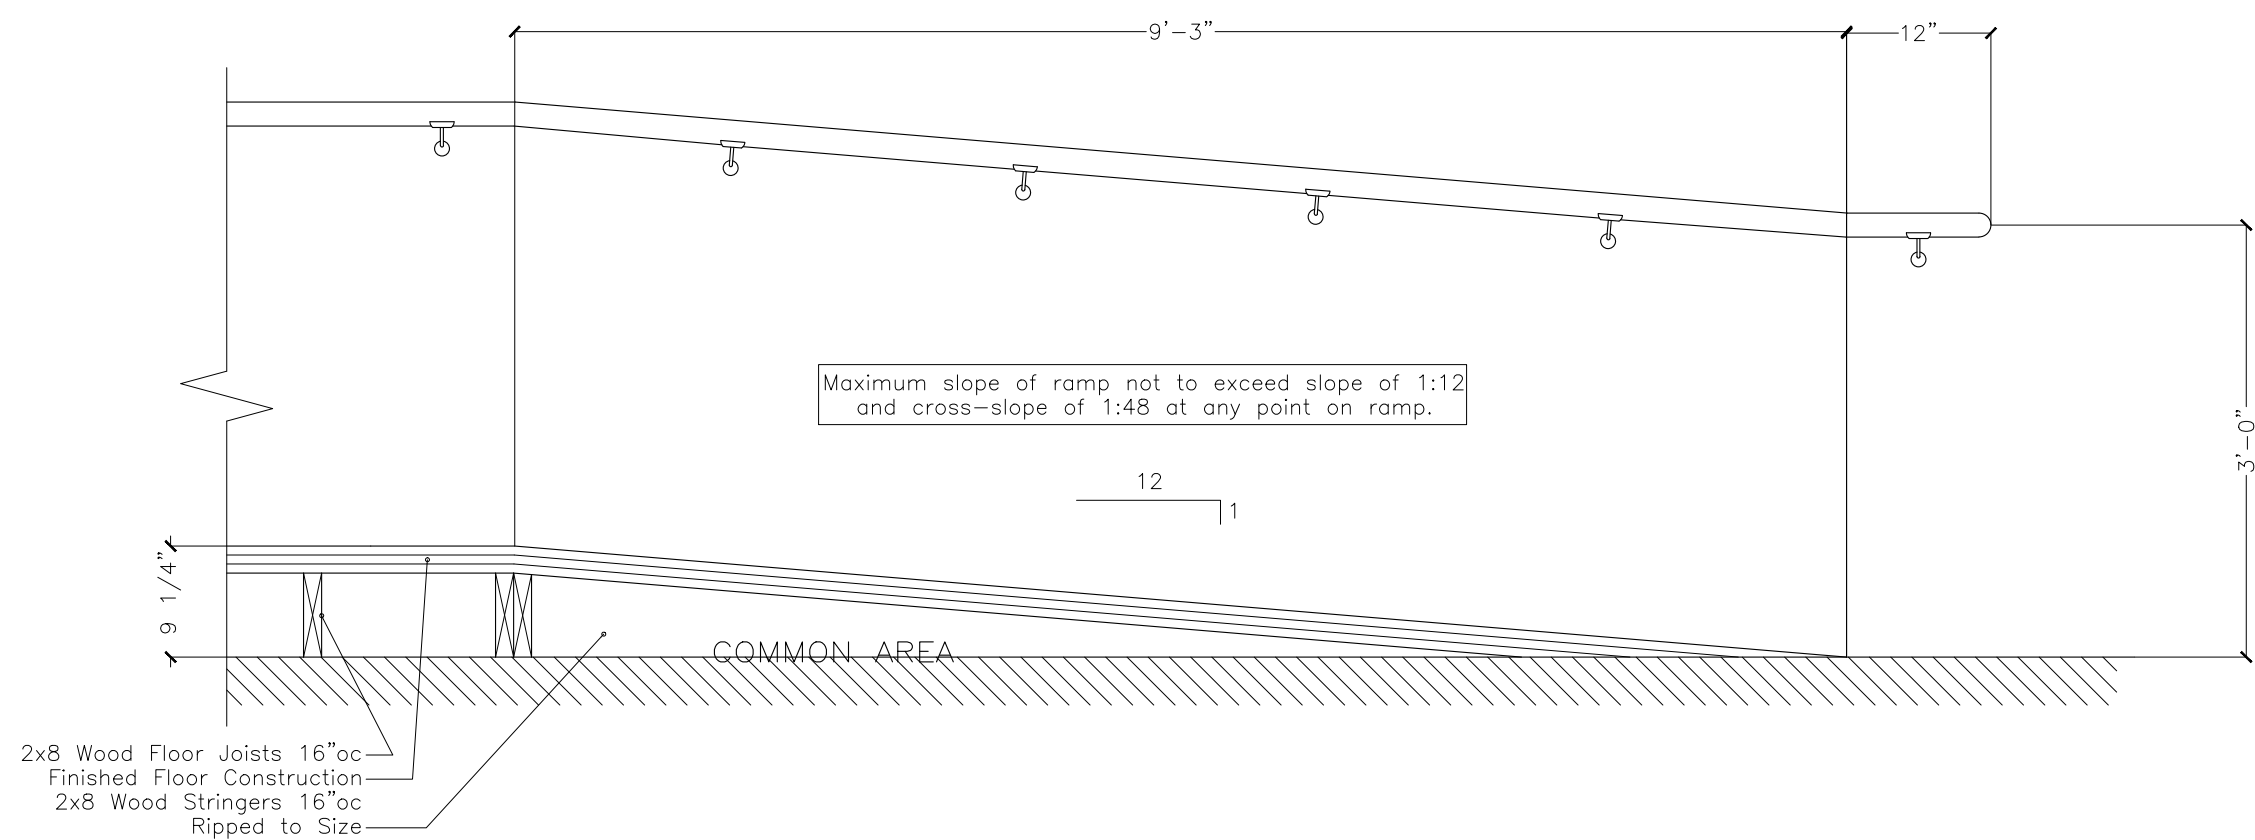 9'-3"
12"
Maximum slope of ramp not to exceed slope of 1:12
and cross-slope of 1:48 at any point on ramp.
12
1
3'-0"
9 1/4"
COMMON AREA
2x8 Wood Floor Joists 16"oc
Finished Floor Construction
2x8 Wood Stringers 16"oc
Ripped to Size